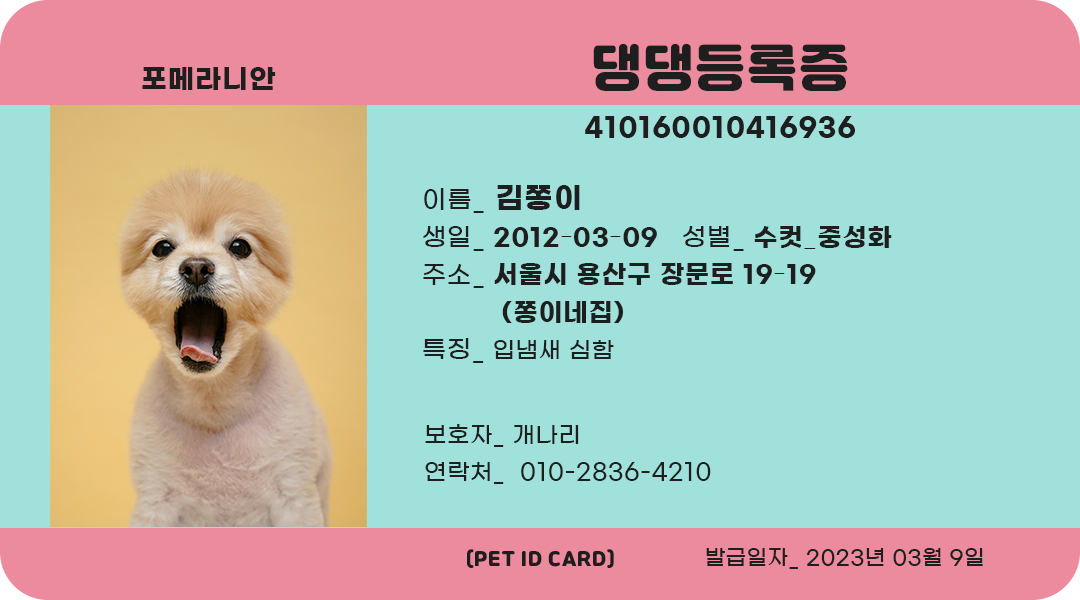 포메라니안
댕댕등록증
410160010416936
이름_ 김쫑이
생일_ 2012-03-09 성별_ 수컷_중성화
주소_ 서울시 용산구 장문로 19-19
(쫑이네집)
특징_ 입냄새 심함
보호자_ 개나리
연락처_ 010-2836-4210
(PET ID CARD)
발급일자_ 2023년 03월 9일